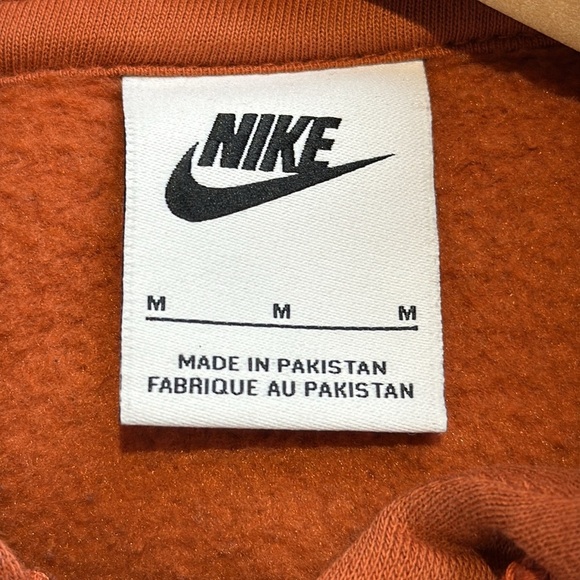 NIKE
M M M
MADE IN PAKISTAN
FABRIQUE AU PAKISTAN